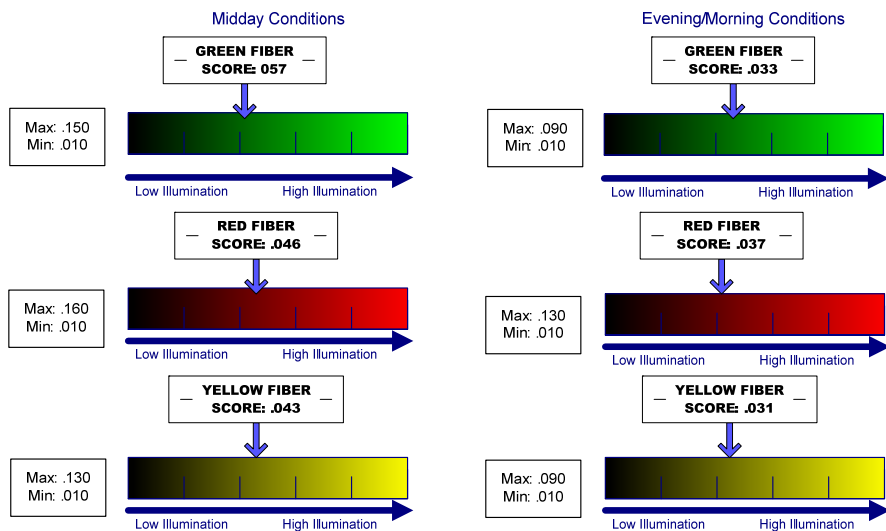 Midday Conditions
GREEN FIBER
SCORE: 057
Max: .150
Min: .010
Low Illumination High Illumination
RED FIBER
SCORE: .046
Max: .160
Min: .010
Low Illumination High Illumination
YELLOW FIBER
SCORE: .043
Max: .130
Min: .010
Low Illumination High Illumination
Evening/Morning Conditions
GREEN FIBER
SCORE: .033
Max: .090
Min: .010
Low Illumination High Illumination
RED FIBER
SCORE: .037
Max: .130
Min: .010
Low Illumination High Illumination
YELLOW FIBER
SCORE: .031
Max: .090
Min: .010
Low Illumination High Illumination